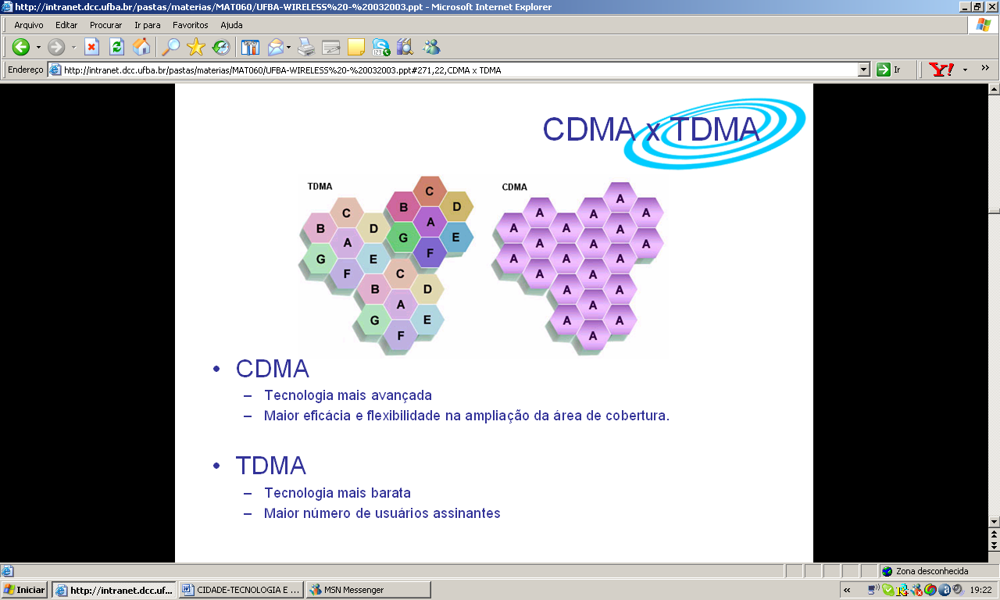 http://intranet.dcc.ufba.br/pastas/materias/MAT060/UFBA-WIRELESS%20-%20032003.ppt - Microsoft Internet Explorer
Arquivo Editar Procurar Ir para Favoritos Ajuda
Endereço http://intranet.dcc.ufba.br/pastas/materias/MAT060/UFBA-WIRELESS%20-%20032003.ppt#271,22,CDMA x TDMA Ir Y! »
CDMA x TDMA
TDMA
C
B D
A
G E
F
C
B D
A
G E
F
C
B D
A
G E
F
CDMA
A
A A A
A A A A
A A A
A A A A
A A
A A
A
A A
A
• CDMA
– Tecnologia mais avançada
– Maior eficácia e flexibilidade na ampliação da área de cobertura.
• TDMA
– Tecnologia mais barata
– Maior número de usuários assinantes
Zona desconhecida
Iniciar http://intranet.dcc.uf... CIDADE-TECNOLOGIA E ... MSN Messenger « 19:22